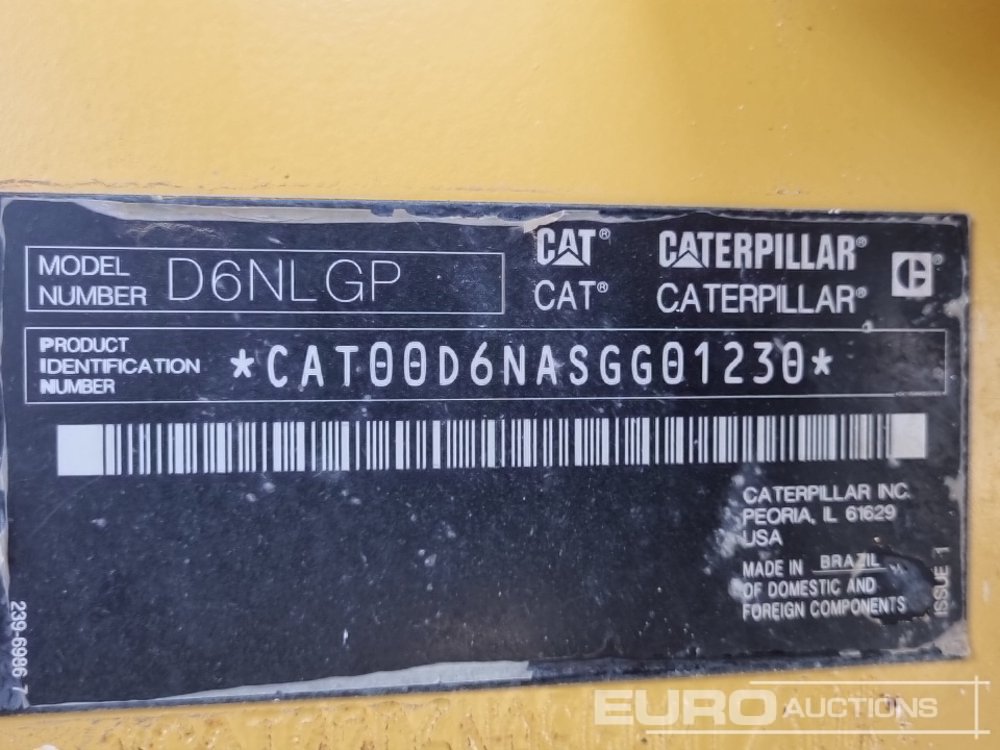 MODEL
NUMBER D6NLGP
CAT® CATERPILLAR® ®
CAT® CATERPILLAR®
PRODUCT
IDENTIFICATION
NUMBER
*CAT00D6NASGG01230*
CATERPILLAR INC.
PEORIA, IL 61629
USA
MADE IN BRAZIL
OF DOMESTIC AND
FOREIGN COMPONENTS
ISSUE 1
239-6986 7
EURO AUCTIONS